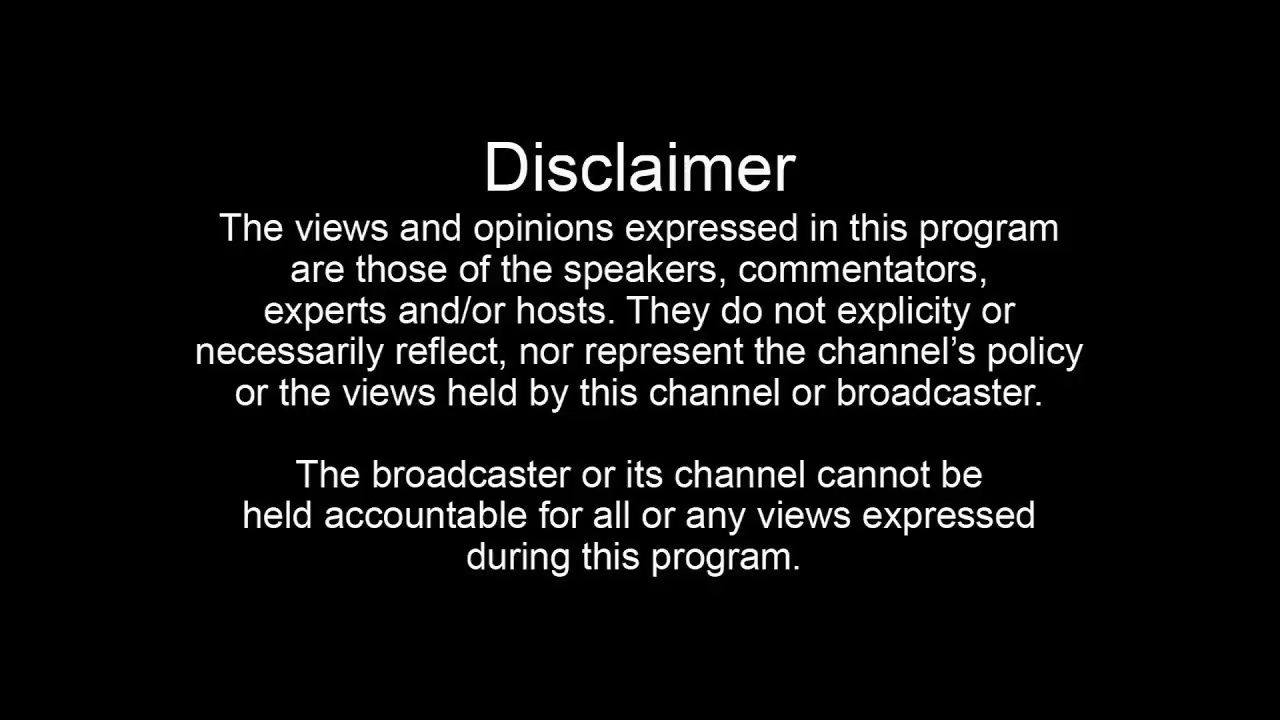 Disclaimer
The views and opinions expressed in this program
are those of the speakers, commentators,
experts and/or hosts. They do not explicity or
necessarily reflect, nor represent the channel’s policy
or the views held by this channel or broadcaster.
The broadcaster or its channel cannot be
held accountable for all or any views expressed
during this program.